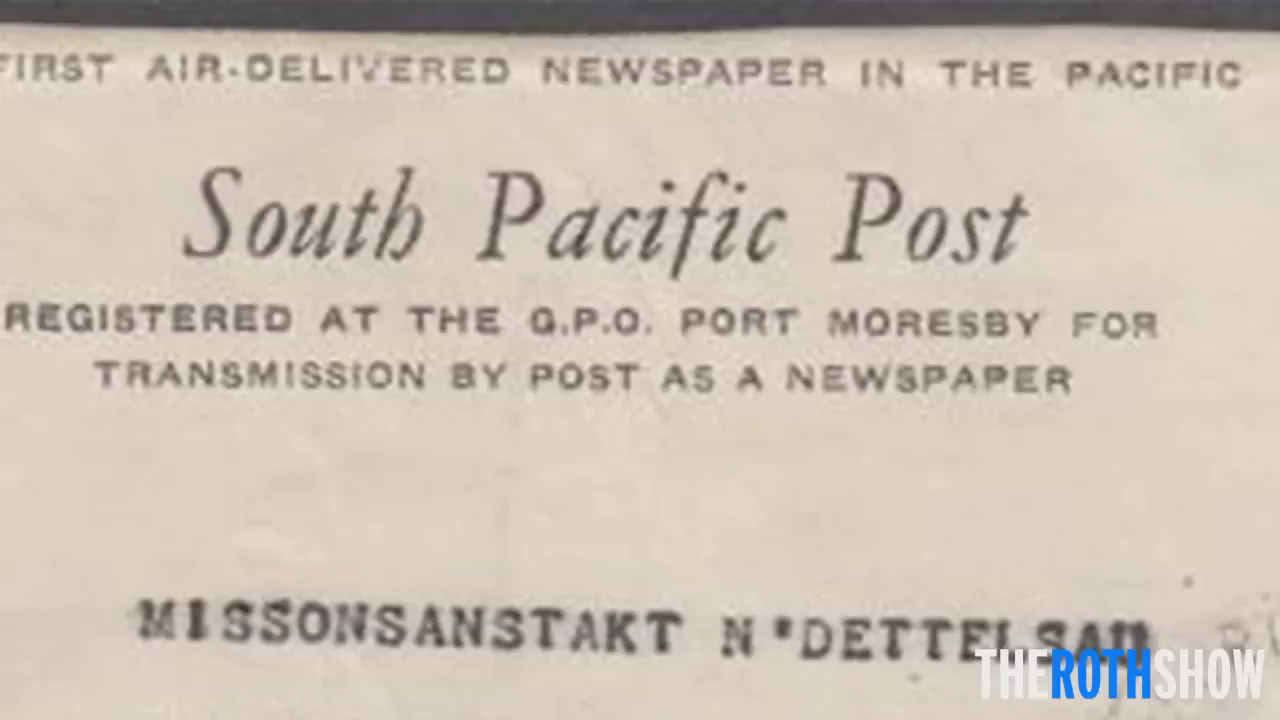 FIRST AIR-DELIVERED NEWSPAPER IN THE PACIFIC
South Pacific Post
REGISTERED AT THE G.P.O. PORT MORESBY FOR
TRANSMISSION BY POST AS A NEWSPAPER
MISSONSANSTAKT N'DETTELSAU
THEROTHSHOW